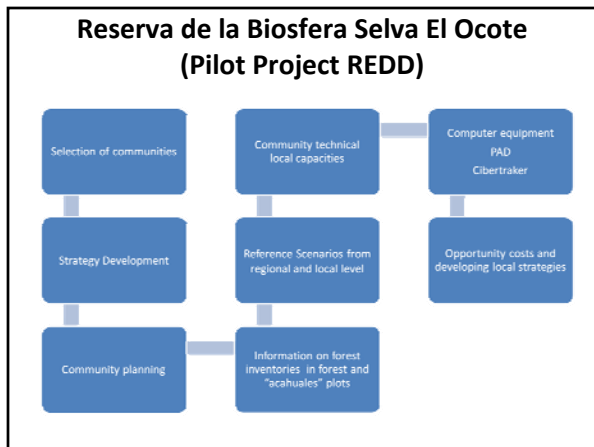 Reserva de la Biosfera Selva El Ocote
(Pilot Project REDD)
Selection of communities
Strategy Development
Community planning
Information on forest
inventories in forest and
"acahuales" plots
Reference Scenarios from
regional and local level
Community technical
local capacities
Computer equipment
PAD
Cibertraker
Opportunity costs and
developing local strategies